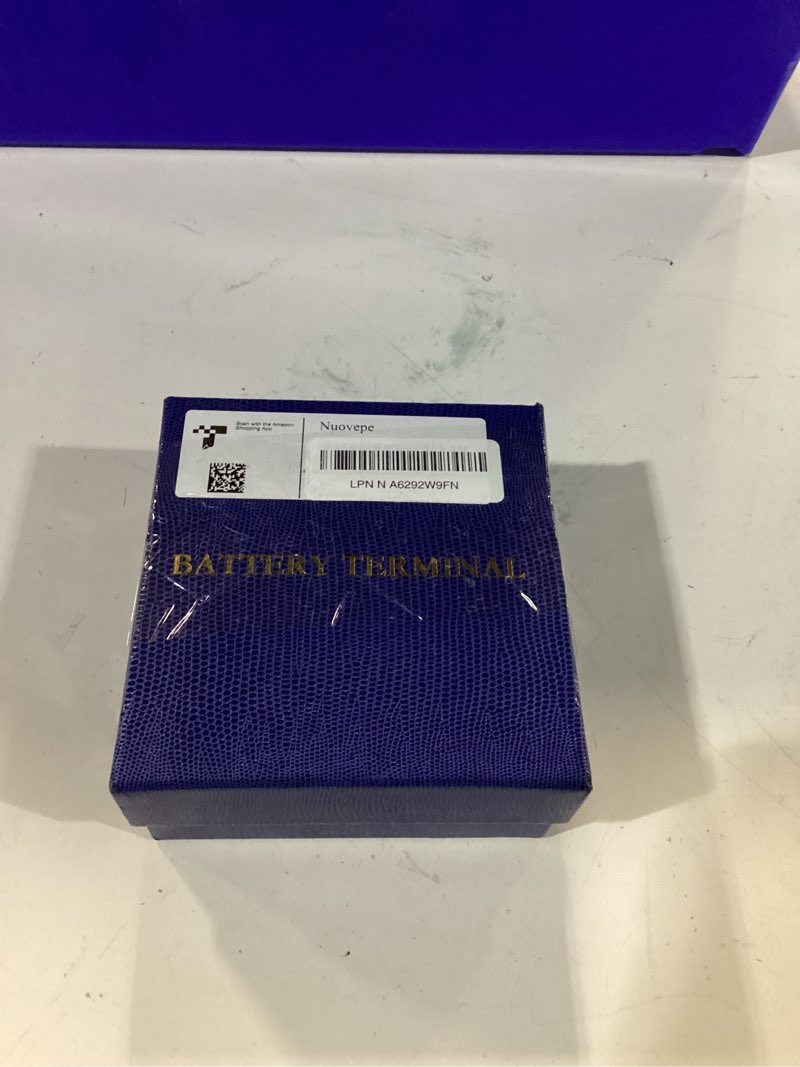 Scan with the Amazon
Shopping App
Nuovepe
LPN N A6292W9FN
BATTERY TERMINAL